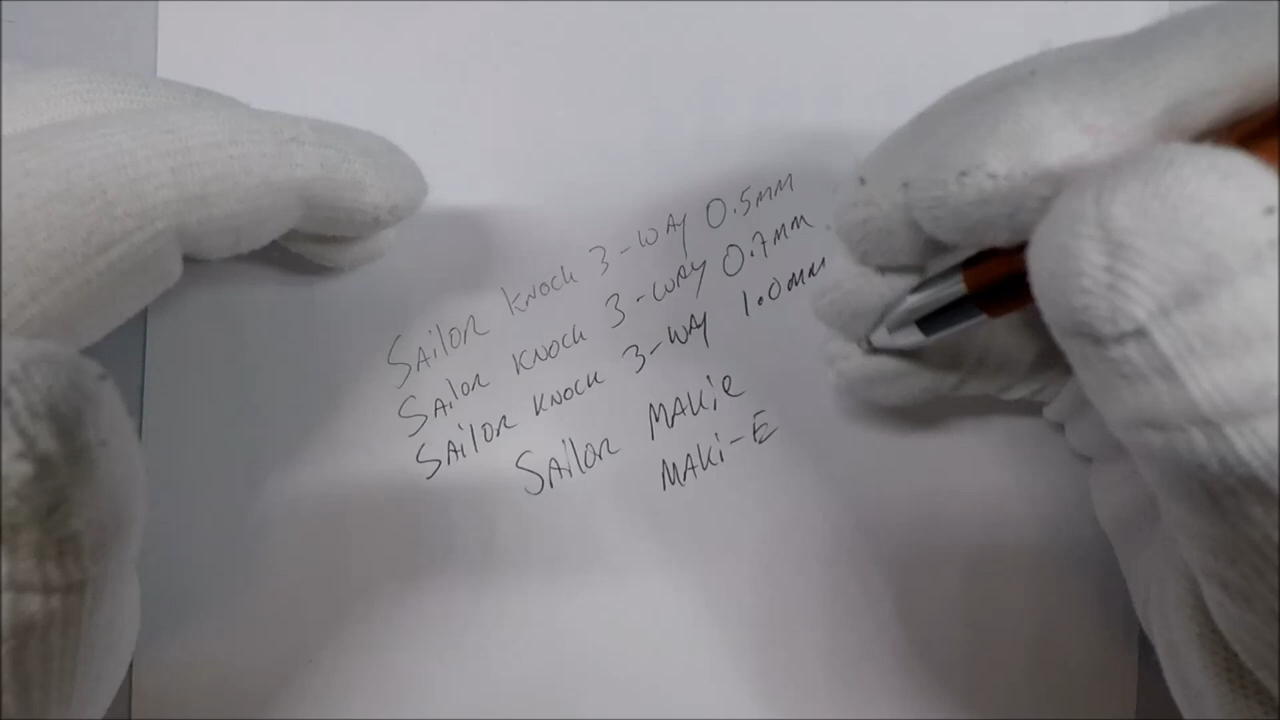 SAilOR KNOCK 3-WAY 0.5MM
SAilOR KNOCK 3-WAY 0.7MM
SAilOR KNOCK 3-WAY 1.0MM
SAilOR MAKiE
MAKi-E